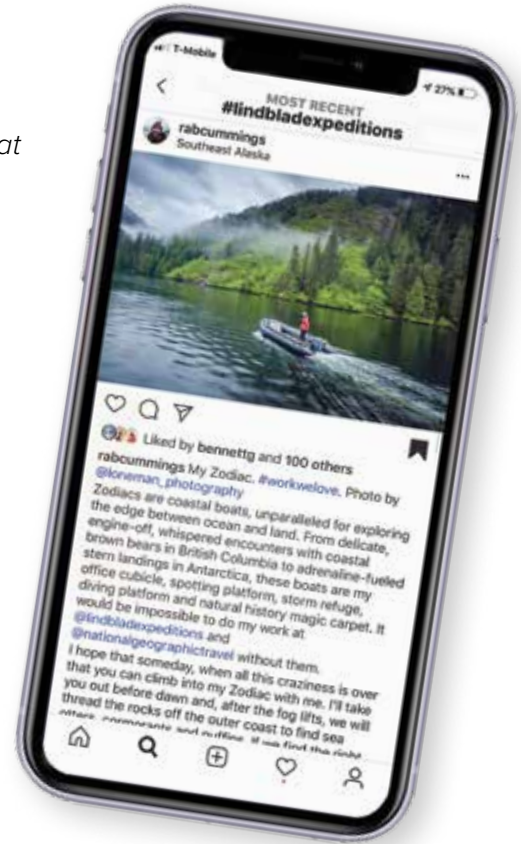 at
T-Mobile
27%
MOST RECENT
#lindbladexpeditions
rabcummings
Southeast Alaska
Liked by bennettg and 100 others
rabcummings My Zodiac. #workwelove. Photo by
@loneman_photography
Zodiacs are coastal boats, unparalleled for exploring
the edge between ocean and land. From delicate,
engine-off, whispered encounters with coastal
brown bears in British Columbia to adrenaline-fueled
stern landings in Antarctica, these boats are my
office cubicle, spotting platform, storm refuge,
diving platform and natural history magic carpet. It
would be impossible to do my work at
@lindbladexpeditions and
@nationalgeographictravel without them.
I hope that someday, when all this craziness is over
that you can climb into my Zodiac with me. I'll take
you out before dawn and, after the fog lifts, we will
thread the rocks off the outer coast to find sea
otters, cormorants and puffins. If we find the right